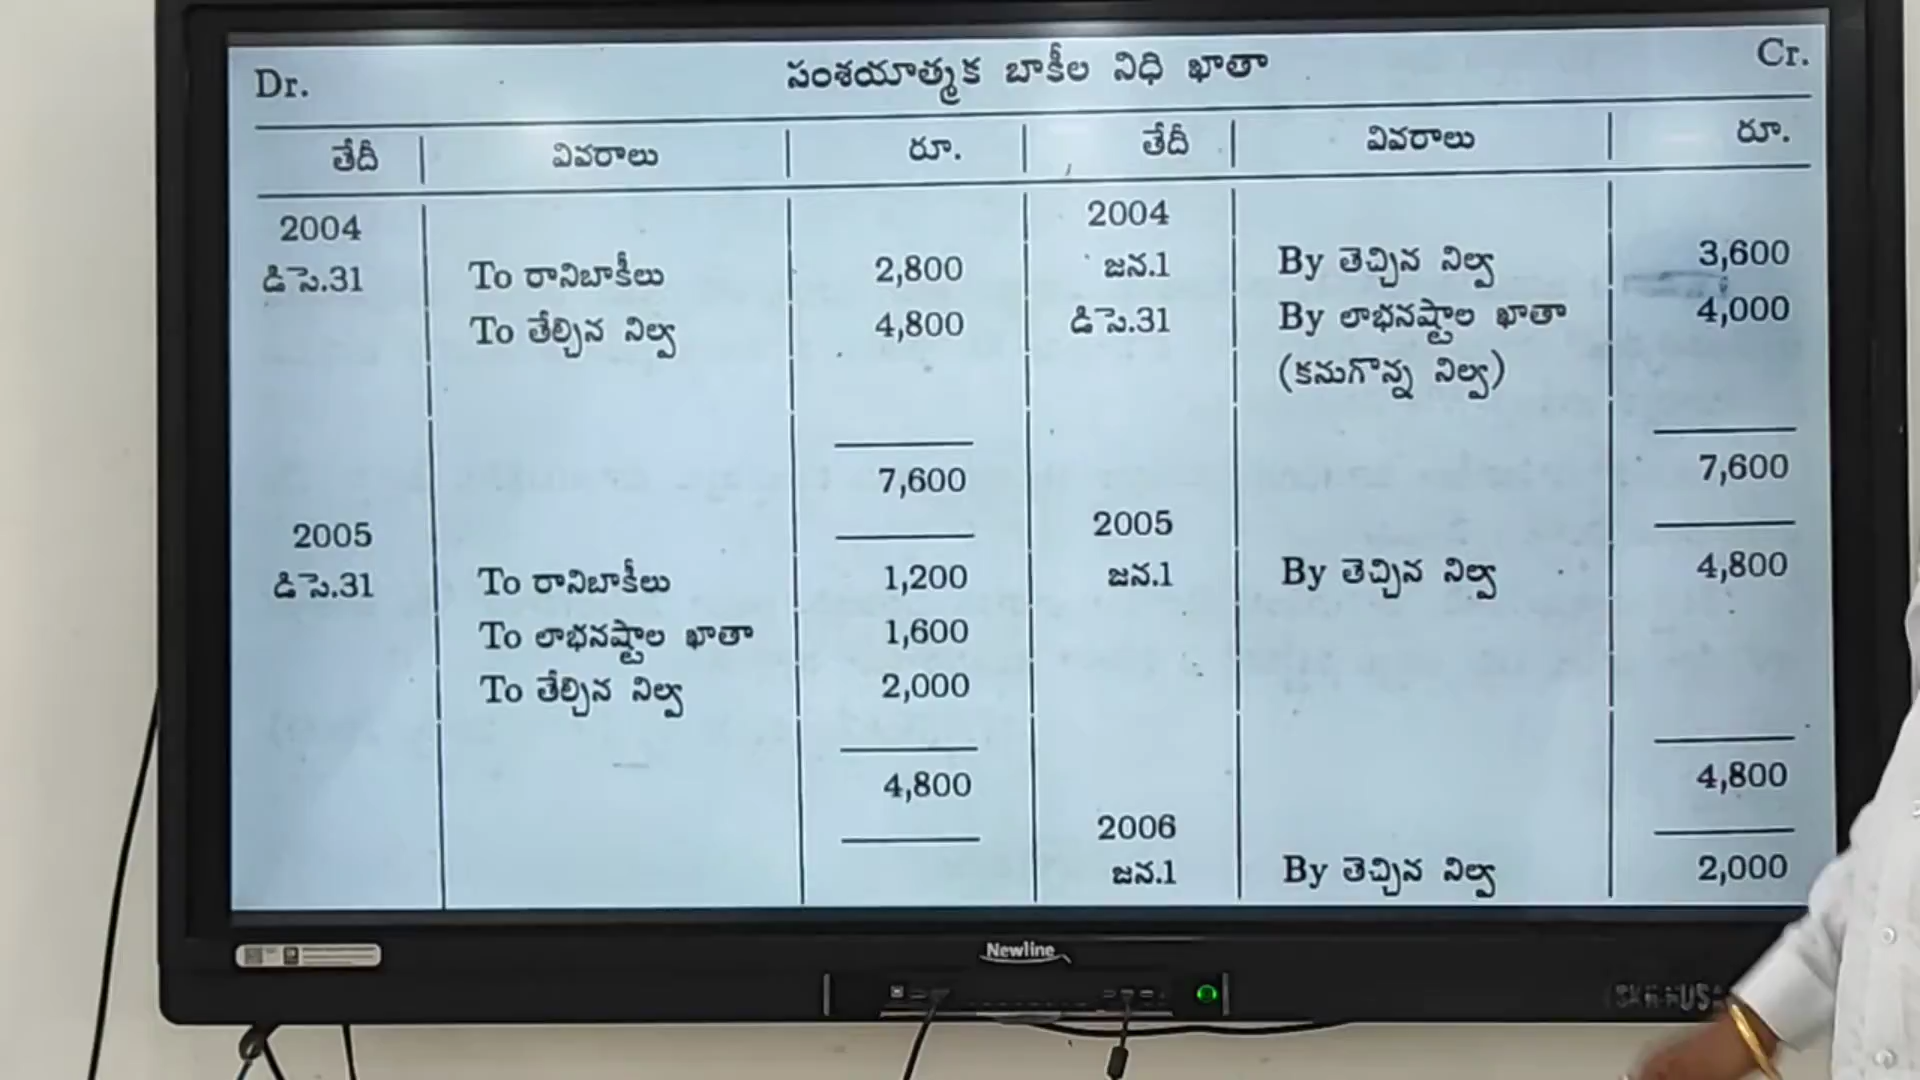 Dr. సంశయాత్మక బాకీల నిధి ఖాతా Cr.
తేదీ వివరాలు రూ. తేదీ వివరాలు రూ.
2004 2004
డిసె.31 To రానిబాకీలు 2,800 జన.1 By తెచ్చిన నిల్వ 3,600
To తేల్చిన నిల్వ 4,800 డిసె.31 By లాభనష్టాల ఖాతా 4,000
(కనుగొన్న నిల్వ)
7,600 7,600
2005 2005
డిసె.31 To రానిబాకీలు 1,200 జన.1 By తెచ్చిన నిల్వ 4,800
To లాభనష్టాల ఖాతా 1,600
To తేల్చిన నిల్వ 2,000
4,800 4,800
2006
జన.1 By తెచ్చిన నిల్వ 2,000
Newline